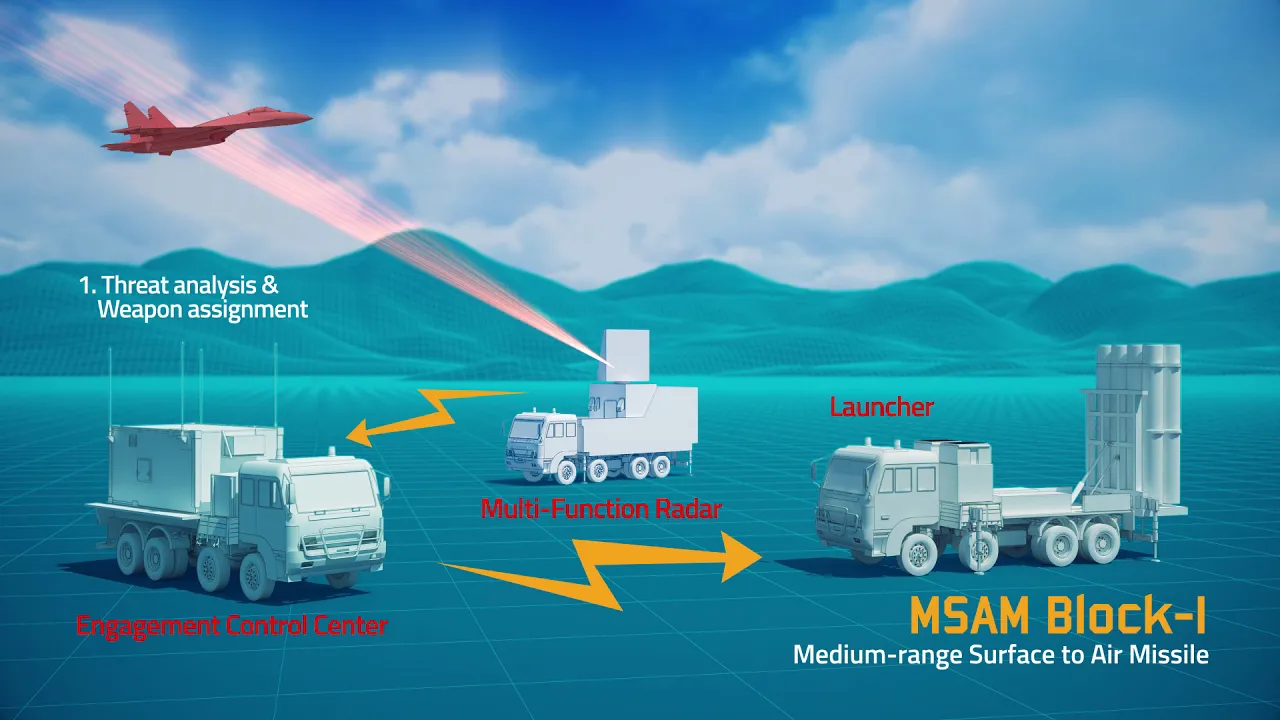 1. Threat analysis &
Weapon assignment
Launcher
Multi-Function Radar
Engagement Control Center
MSAM Block-I
Medium-range Surface to Air Missile